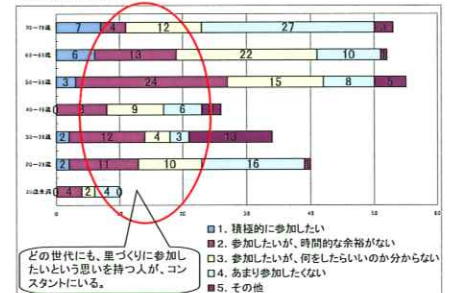 70~79歳 7 4 12 27 3
60~69歳 6 13 22 10
50~59歳 3 24 15 8 5
40~49歳 0 8 9 6
30~39歳 2 12 4 3 13
20~29歳 2 11 10 16
20歳未満 0 4 2 4 0
0 10 20 30 40 50 60
どの世代にも、里づくりに参加し
たいという思いを持つ人が、コン
スタントにいる。
1. 積極的に参加したい
2. 参加したいが、時間的な余裕がない
3. 参加したいが、何をしたらいいのか分からない
4. あまり参加したくない
5. その他